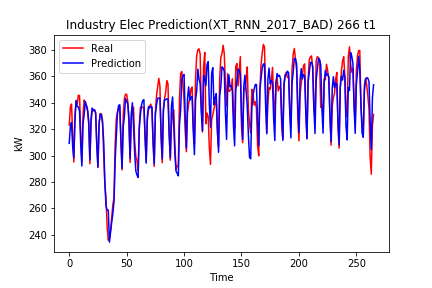 Industry Elec Prediction(XT_RNN_2017_BAD) 266 t1
Real
Prediction
380
360
340
320
300
280
260
240
kW
0 50 100 150 200 250
Time